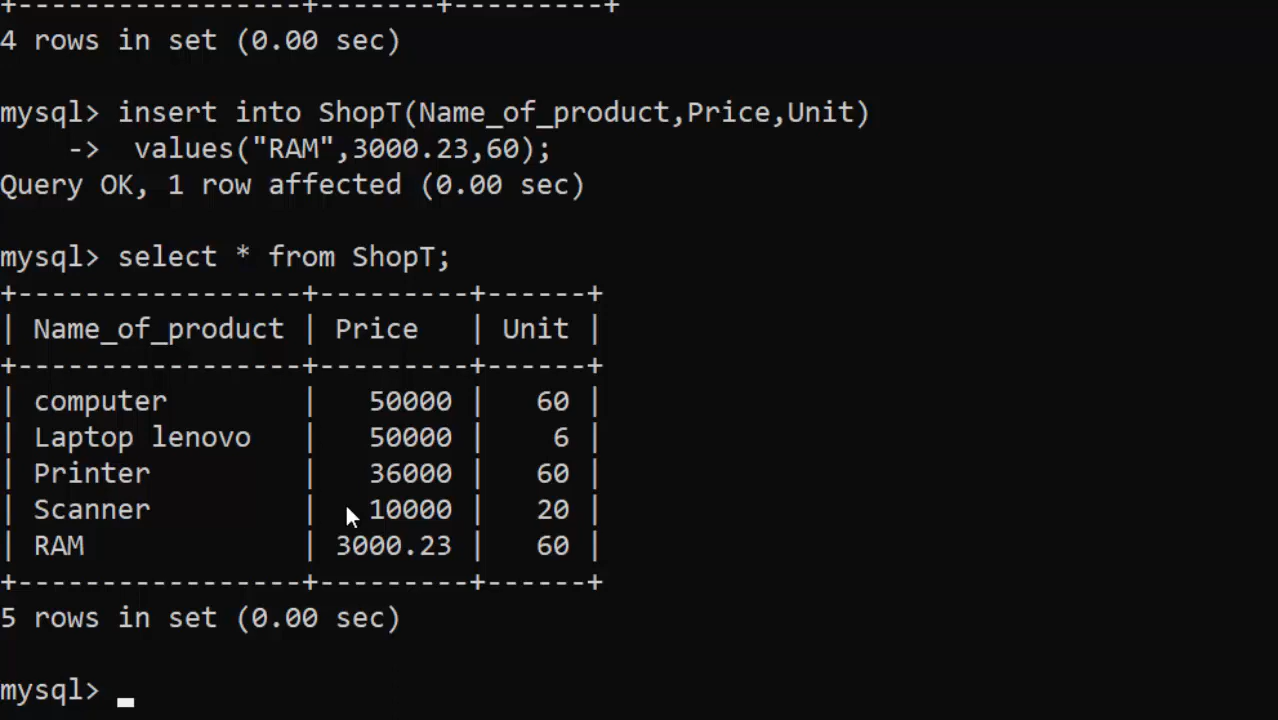 +-----------------+-------+---------+
4 rows in set (0.00 sec)
mysql> insert into ShopT(Name_of_product,Price,Unit)
    ->  values("RAM",3000.23,60);
Query OK, 1 row affected (0.00 sec)
mysql> select * from ShopT;
+-----------------+---------+------+
| Name_of_product | Price   | Unit |
+-----------------+---------+------+
| computer        |   50000 |   60 |
| Laptop lenovo   |   50000 |    6 |
| Printer         |   36000 |   60 |
| Scanner         |   10000 |   20 |
| RAM             | 3000.23 |   60 |
+-----------------+---------+------+
5 rows in set (0.00 sec)
mysql> _